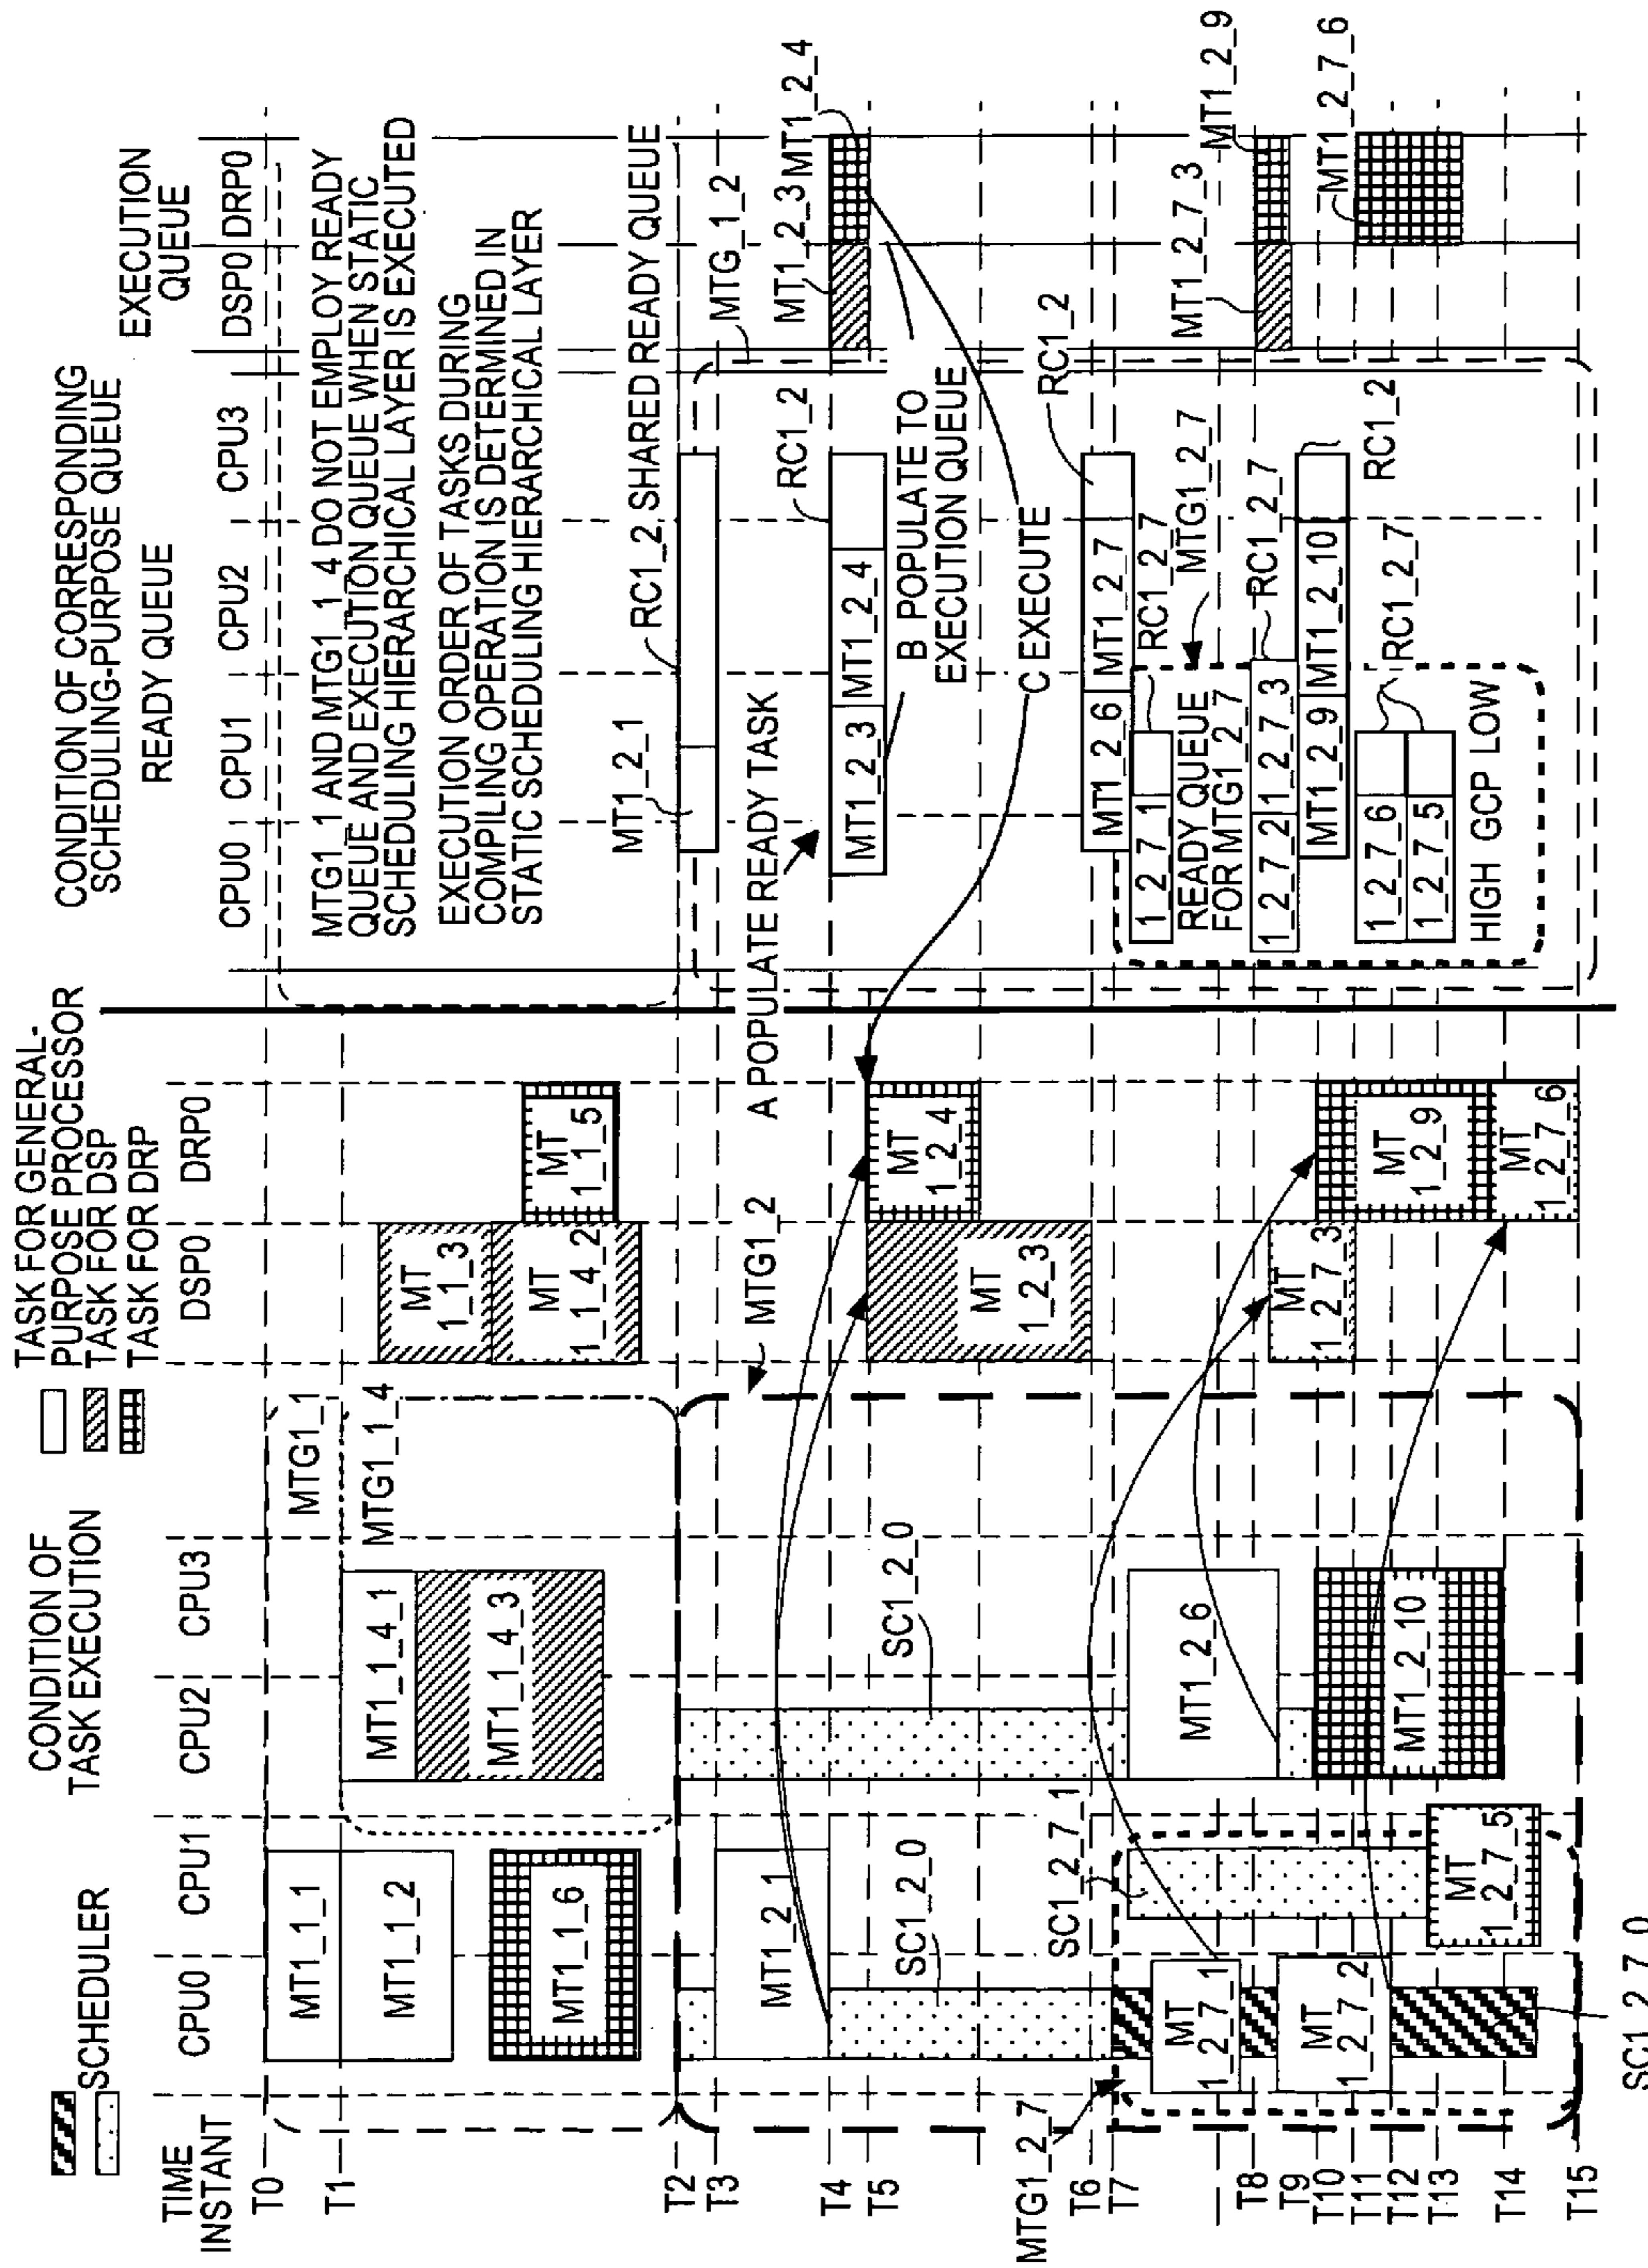 SCHEDULER
TASK FOR GENERAL-
PURPOSE PROCESSOR
TASK FOR DSP
TASK FOR DRP
CONDITION OF
TASK EXECUTION
TIME
INSTANT
CPU0
CPU1
CPU2
CPU3
DSP0
DRP0
T0
T1
T2
T3
T4
T5
T6
T7
T8
T9
T10
T11
T12
T13
T14
T15
MTG1_1
MTG1_1_4
MT1_1_1
MT1_1_2
MT1_1_6
MT1_1_4_1
MT1_1_4_3
MT
1_1_3
MT
1_1_4_2
MT
1_1_5
MTG1_2
MT1_2_1
SC1_2_0
SC1_2_0
MT
1_2_3
MT
1_2_4
MTG1_2_7
SC1_2_7_1
MT
1_2_7_1
MT
1_2_7_2
MT
1_2_7_5
MT1_2_6
MT1_2_10
MT
1_2_7_3
MT
1_2_9
MT
1_2_7_6
SC1_2_7_0
CONDITION OF CORRESPONDING
SCHEDULING-PURPOSE QUEUE
READY QUEUE
EXECUTION
QUEUE
CPU0 CPU1 CPU2 CPU3
DSP0 DRP0
MTG1_1 AND MTG1_1_4 DO NOT EMPLOY READY
QUEUE AND EXECUTION QUEUE WHEN STATIC
SCHEDULING HIERARCHICAL LAYER IS EXECUTED
EXECUTION ORDER OF TASKS DURING
COMPILING OPERATION IS DETERMINED IN
STATIC SCHEDULING HIERARCHICAL LAYER
MT1_2_1
RC1_2 SHARED READY QUEUE
MTG_1_2
A POPULATE READY TASK
RC1_2
MT1_2_3
MT1_2_4
MT1_2_3
MT1_2_4
B POPULATE TO
EXECUTION QUEUE
C EXECUTE
RC1_2
MT1_2_6
MT1_2_7
1_2_7_1
RC1_2_7
READY QUEUE
FOR MTG1_2_7
MTG1_2_7
1_2_7_2
1_2_7_3
RC1_2_7
MT1_2_9
MT1_2_10
RC1_2
MT1_2_7_3
MT1_2_9
1_2_7_6
1_2_7_5
RC1_2_7
MT1_2_7_6
HIGH GCP LOW